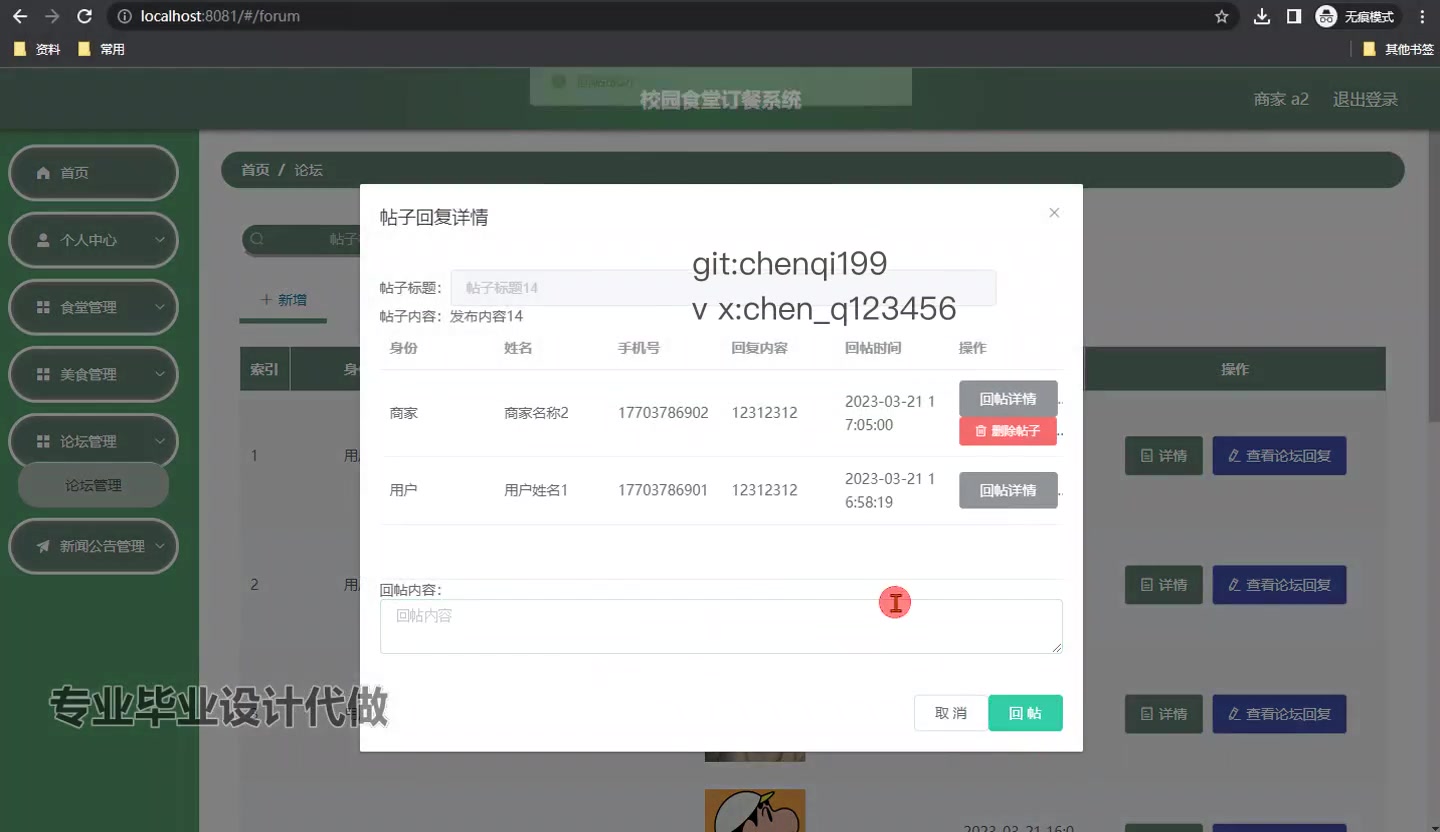 localhost:8081/#/forum
无痕模式
资料
常用
其他书签
校园食堂订餐系统
商家 a2
退出登录
首页
个人中心
食堂管理
美食管理
论坛管理
论坛管理
新闻公告管理
首页 / 论坛
帖子
+ 新增
索引
身
操作
1
用
详情
查看论坛回复
2
用
详情
查看论坛回复
详情
查看论坛回复
帖子回复详情
git:chenqi199
v x:chen_q123456
帖子标题： 帖子标题14
帖子内容：发布内容14
身份 姓名 手机号 回复内容 回帖时间 操作
商家 商家名称2 17703786902 12312312 2023-03-21 1
7:05:00
回帖详情
删除帖子
用户 用户姓名1 17703786901 12312312 2023-03-21 1
6:58:19
回帖详情
回帖内容：
回帖内容
取 消
回 帖
专业毕业设计代做
2023-03-21 16:0